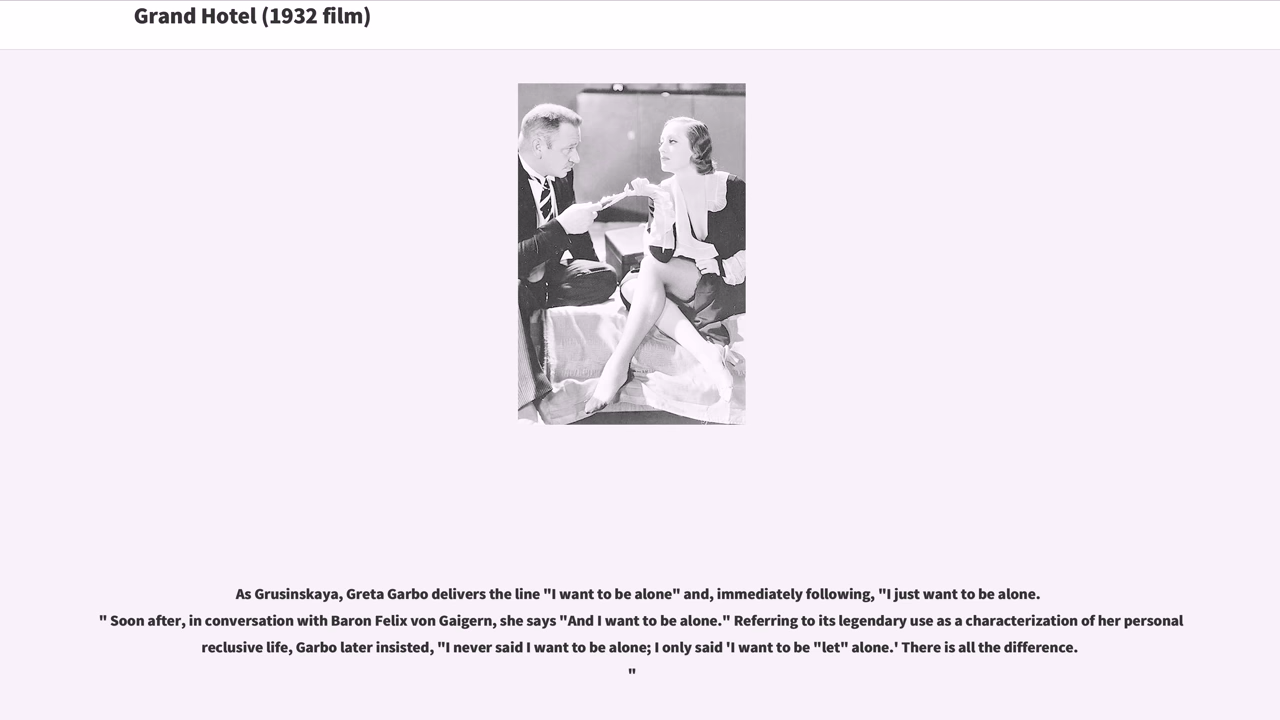 Grand Hotel (1932 film)
As Grusinskaya, Greta Garbo delivers the line "I want to be alone" and, immediately following, "I just want to be alone.
" Soon after, in conversation with Baron Felix von Gaigern, she says "And I want to be alone." Referring to its legendary use as a characterization of her personal
reclusive life, Garbo later insisted, "I never said I want to be alone; I only said 'I want to be "let" alone.' There is all the difference.
"